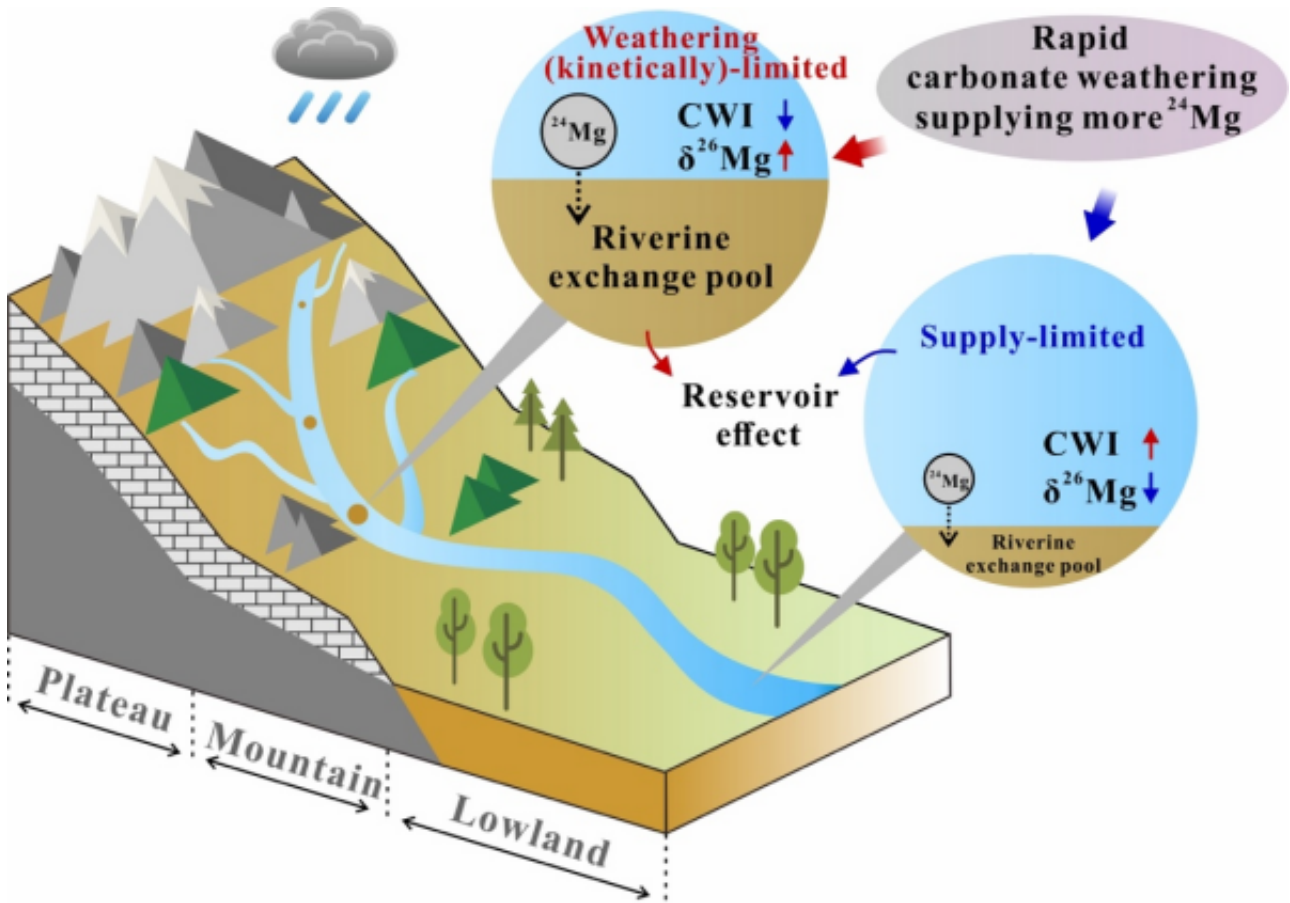 Weathering
(kinetically)-limited
²⁴Mg
CWI ↓
δ²⁶Mg ↑
Riverine
exchange pool
Rapid
carbonate weathering
supplying more ²⁴Mg
Reservoir
effect
Supply-limited
CWI ↑
²⁴Mg
δ²⁶Mg ↓
Riverine
exchange pool
Plateau
Mountain
Lowland